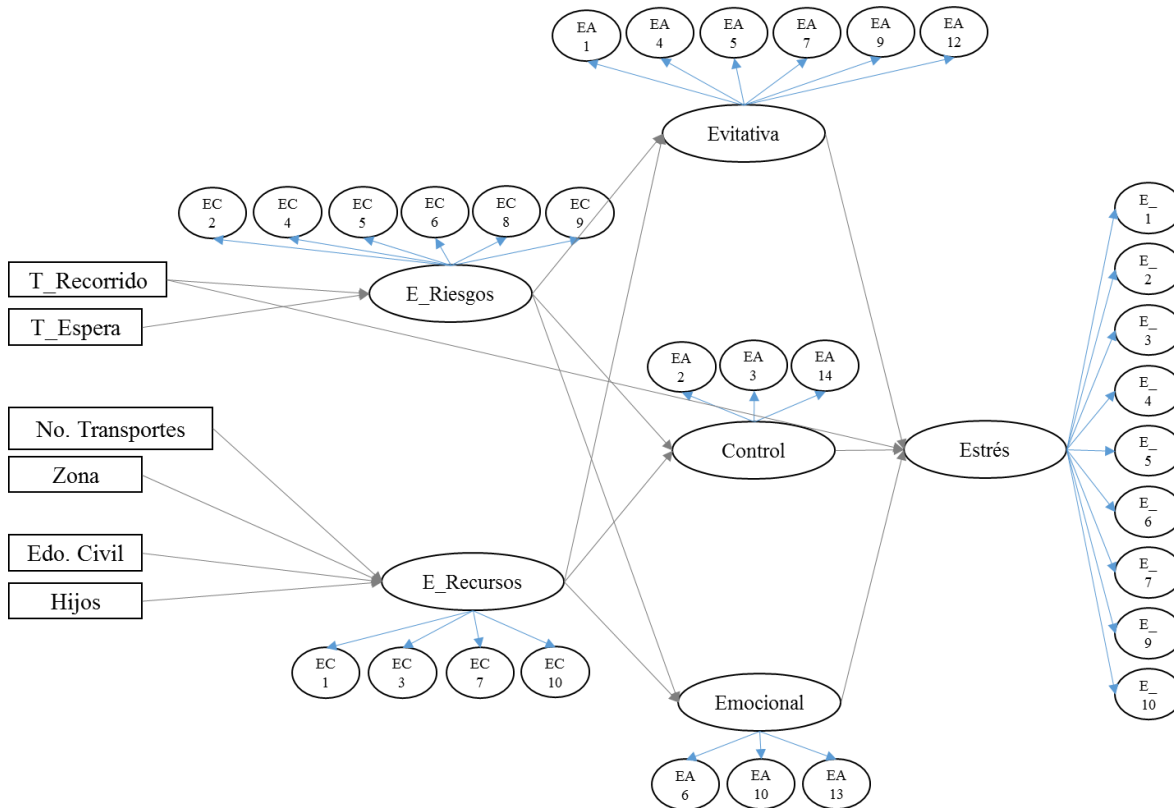 EA
1
EA
4
EA
5
EA
7
EA
9
EA
12
Evitativa
EC
2
EC
4
EC
5
EC
6
EC
8
EC
9
T_Recorrido
E_Riesgos
T_Espera
EA
2
EA
3
EA
14
No. Transportes
Control
Estrés
Zona
Edo. Civil
E_Recursos
Hijos
EC
1
EC
3
EC
7
EC
10
Emocional
EA
6
EA
10
EA
13
E_
1
E_
2
E_
3
E_
4
E_
5
E_
6
E_
7
E_
9
E_
10